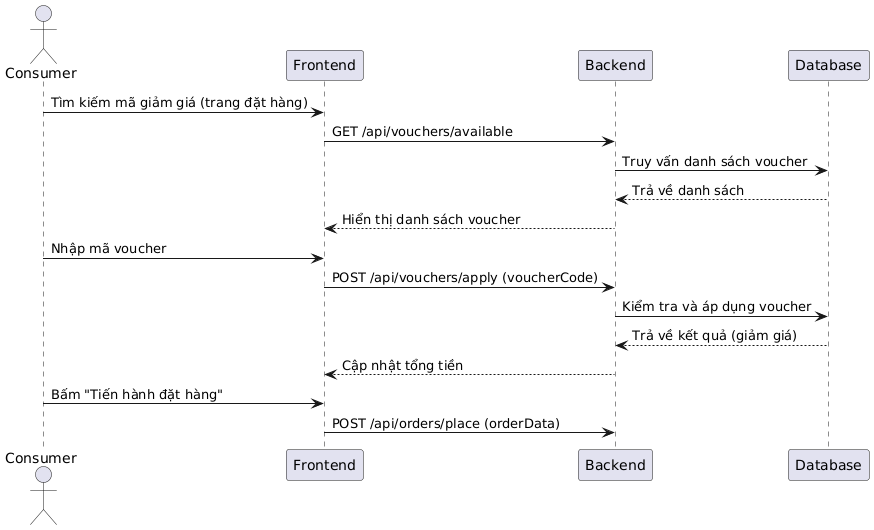 Consumer
Frontend
Backend
Database
Tìm kiếm mã giảm giá (trang đặt hàng)
GET /api/vouchers/available
Truy vấn danh sách voucher
Trả về danh sách
Hiển thị danh sách voucher
Nhập mã voucher
POST /api/vouchers/apply (voucherCode)
Kiểm tra và áp dụng voucher
Trả về kết quả (giảm giá)
Cập nhật tổng tiền
Bấm "Tiến hành đặt hàng"
POST /api/orders/place (orderData)
Consumer
Frontend
Backend
Database